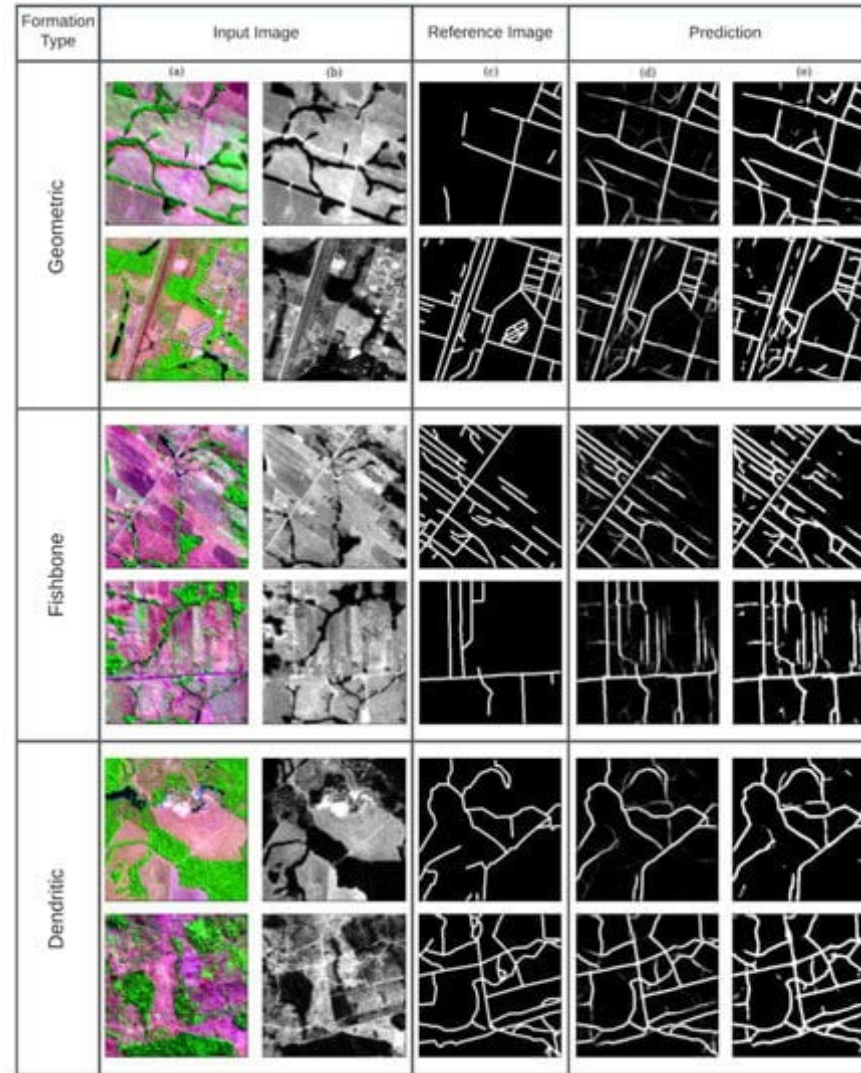 Formation Type
Input Image
Reference Image
Prediction
(a)
(b)
(c)
(d)
(e)
Geometric
Fishbone
Dendritic